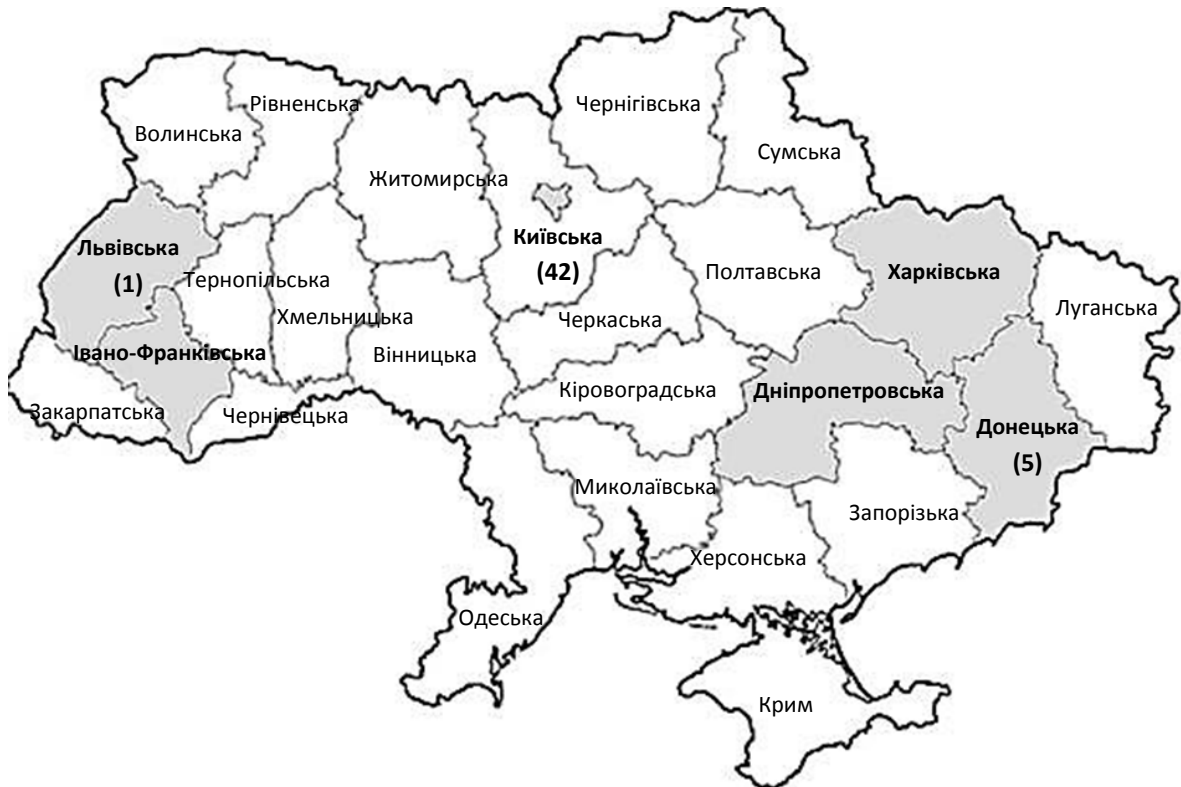 Чернігівська
Рівненська
Волинська
Сумська
Житомирська
Київська
(42)
Львівська
(1)
Тернопільська
Полтавська
Харківська
Луганська
Хмельницька
Черкаська
Івано-Франківська
Вінницька
Кіровоградська
Дніпропетровська
Закарпатська
Чернівецька
Донецька
(5)
Миколаївська
Запорізька
Херсонська
Одеська
Крим